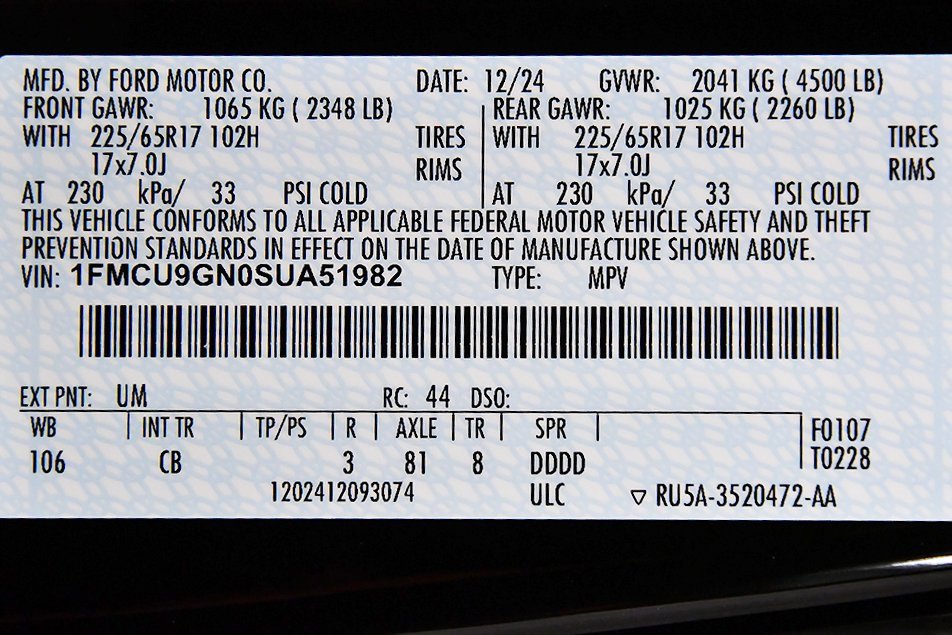 MFD. BY FORD MOTOR CO. DATE: 12/24 GVWR: 2041 KG ( 4500 LB)
FRONT GAWR: 1065 KG ( 2348 LB) REAR GAWR: 1025 KG ( 2260 LB)
WITH 225/65R17 102H TIRES WITH 225/65R17 102H TIRES
17x7.0J RIMS 17x7.0J RIMS
AT 230 kPa/ 33 PSI COLD AT 230 kPa/ 33 PSI COLD
THIS VEHICLE CONFORMS TO ALL APPLICABLE FEDERAL MOTOR VEHICLE SAFETY AND THEFT
PREVENTION STANDARDS IN EFFECT ON THE DATE OF MANUFACTURE SHOWN ABOVE.
VIN: 1FMCU9GN0SUA51982 TYPE: MPV
EXT PNT: UM RC: 44 DSO:
WB INT TR TP/PS R AXLE TR SPR F0107
106 CB 3 81 8 DDDD T0228
1202412093074 ULC ▽ RU5A-3520472-AA